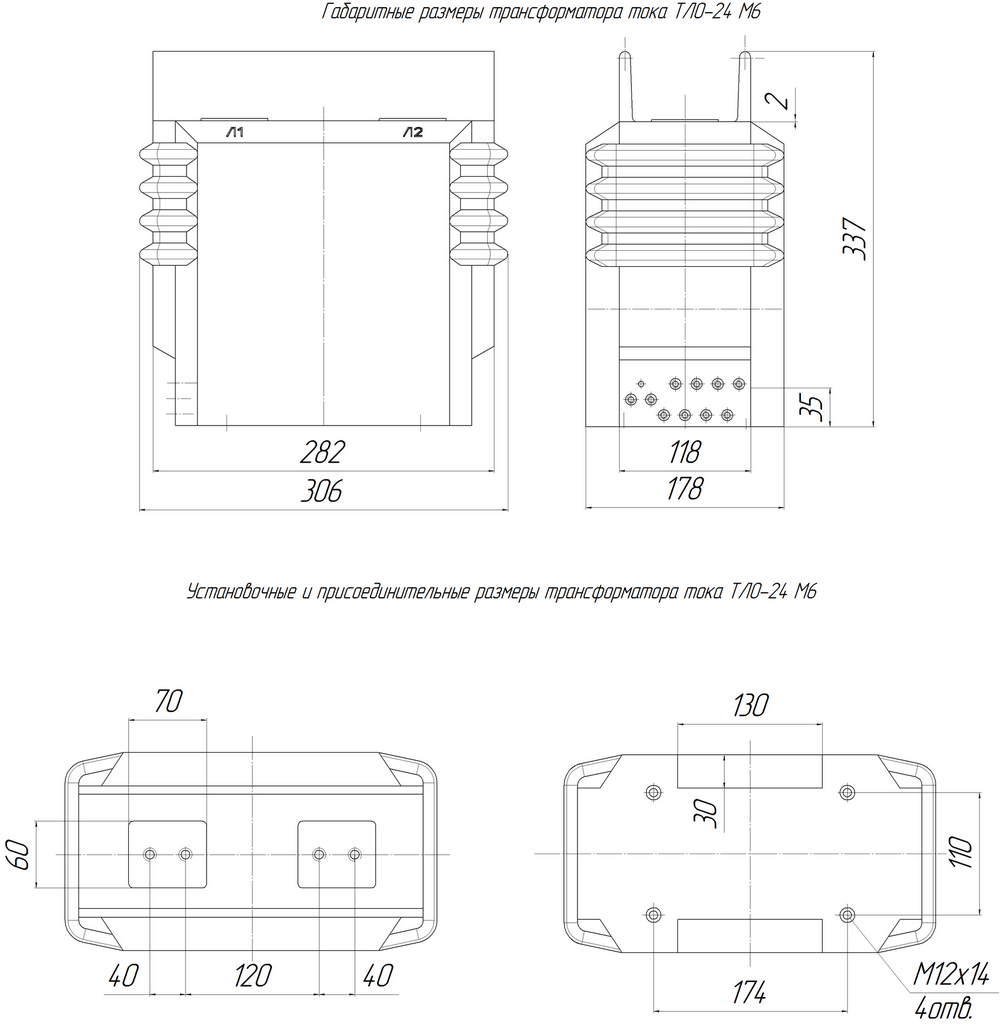 Габаритные размеры трансформатора тока ТЛО-24 М6
Л1
Л2
2
337
35
282
306
118
178
Установочные и присоединительные размеры трансформатора тока ТЛО-24 М6
70
60
40
120
40
130
30
110
174
М12х14
4отв.